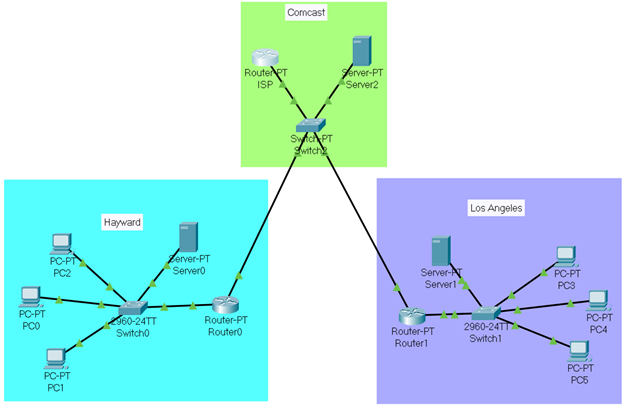 Comcast
Router-PT
ISP
Server-PT
Server2
Switch-PT
Switch2
Hayward
PC-PT
PC2
Server-PT
Server0
PC-PT
PC0
2960-24TT
Switch0
Router-PT
Router0
PC-PT
PC1
Los Angeles
Server-PT
Server1
PC-PT
PC3
Router-PT
Router1
2960-24TT
Switch1
PC-PT
PC4
PC-PT
PC5